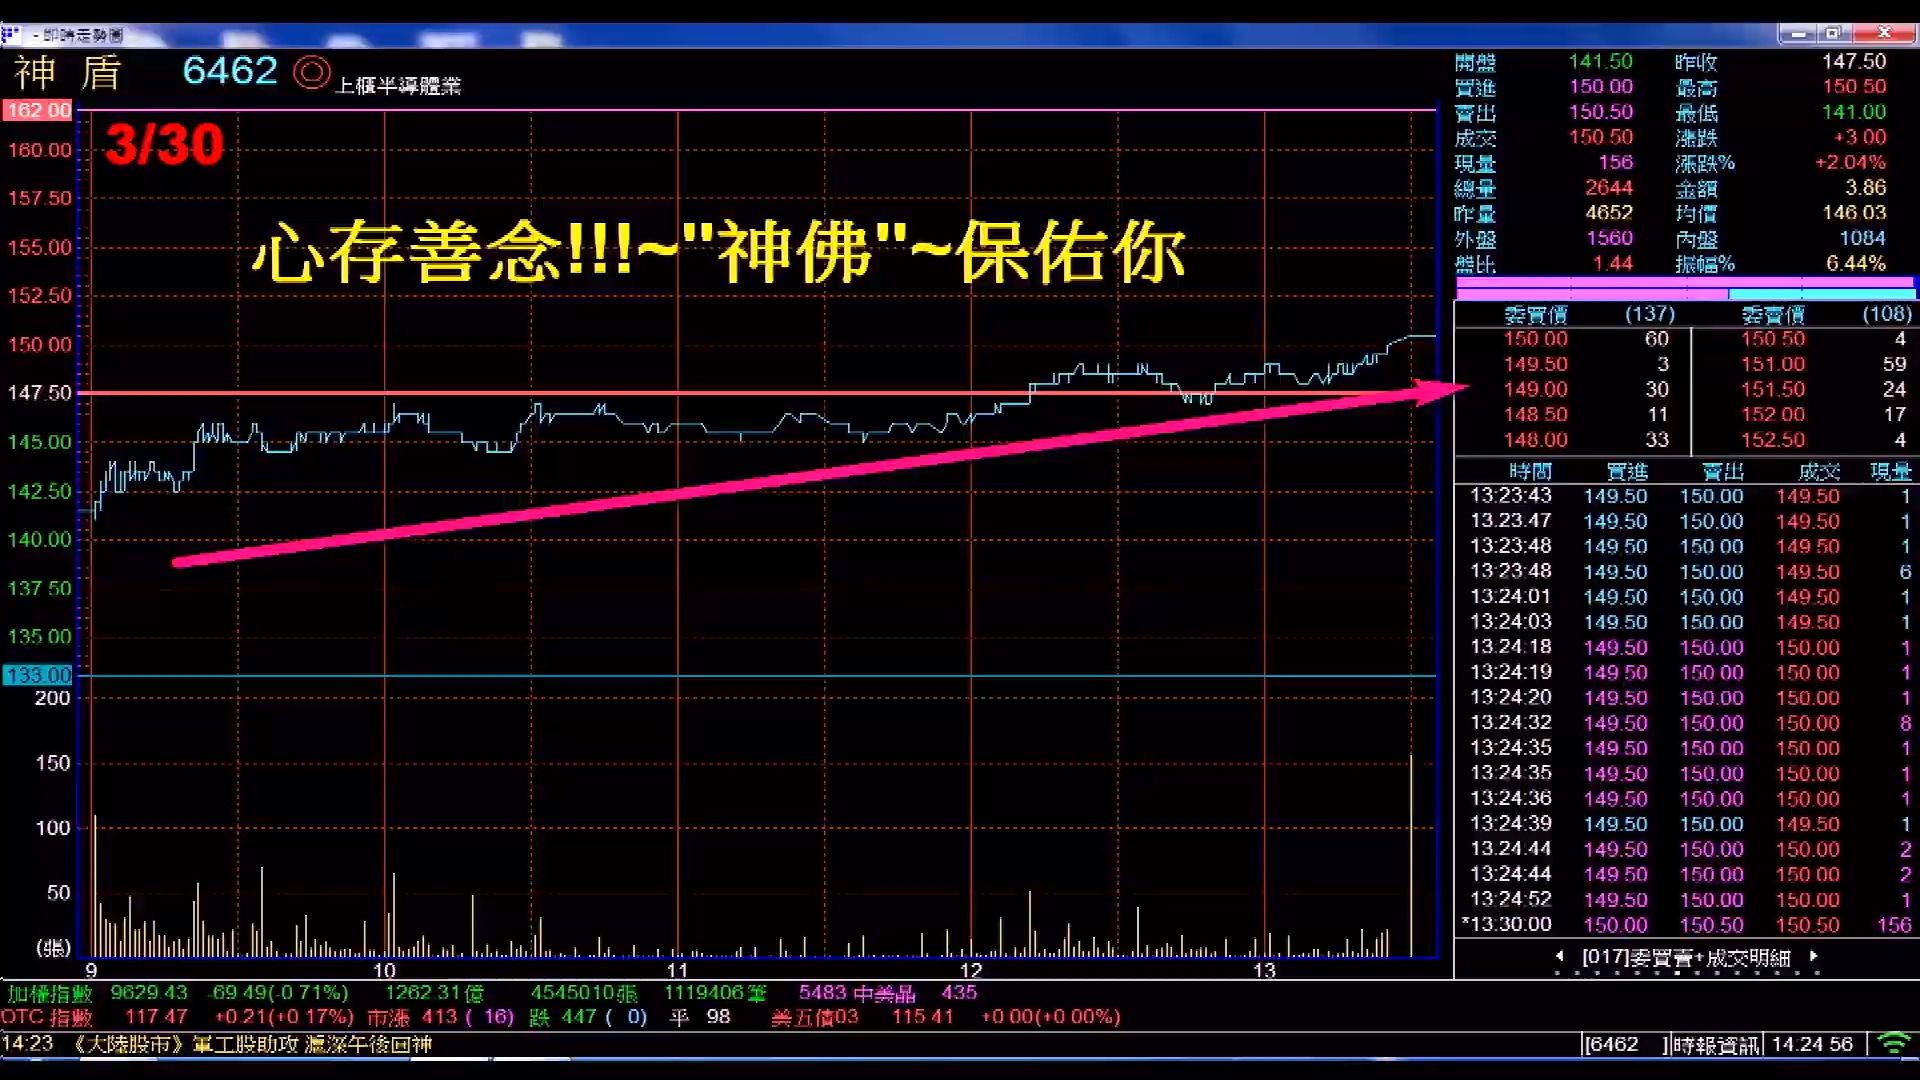 - 即時走勢圖
神 盾 6462 ◎ 上櫃半導體業
3/30
心存善念!!!~"神佛"~保佑你
162.00
160.00
157.50
155.00
152.50
150.00
147.50
145.00
142.50
140.00
137.50
135.00
133.00
200
150
100
50
(張)
9 10 11 12 13
開盤 141.50 昨收 147.50
買進 150.00 最高 150.50
賣出 150.50 最低 141.00
成交 150.50 漲跌 +3.00
現量 156 漲跌% +2.04%
總量 2644 金額 3.86
昨量 4652 均價 146.03
外盤 1560 內盤 1084
盤比 1.44 振幅% 6.44%
委買價 (137) 委賣價 (108)
150.00 60 150.50 4
149.50 3 151.00 59
149.00 30 151.50 24
148.50 11 152.00 17
148.00 33 152.50 4
時間 買進 賣出 成交 現量
13:23:43 149.50 150.00 149.50 1
13:23:47 149.50 150.00 149.50 1
13:23:48 149.50 150.00 149.50 1
13:23:48 149.50 150.00 149.50 6
13:24:01 149.50 150.00 149.50 1
13:24:03 149.50 150.00 149.50 1
13:24:18 149.50 150.00 150.00 1
13:24:19 149.50 150.00 150.00 1
13:24:20 149.50 150.00 150.00 1
13:24:32 149.50 150.00 150.00 8
13:24:35 149.50 150.00 150.00 1
13:24:35 149.50 150.00 150.00 1
13:24:36 149.50 150.00 150.00 1
13:24:39 149.50 150.00 149.50 1
13:24:44 149.50 150.00 150.00 2
13:24:44 149.50 150.00 150.00 2
13:24:52 149.50 150.00 150.00 1
*13:30:00 150.00 150.50 150.50 156
[017]委買賣+成交明細
加權指數 9629.43 -69.49(-0.71%) 1262.31億 4545010張 1119406筆 5483 中美晶 435
OTC 指數 117.47 +0.21(+0.17%) 市漲 413 ( 16) 跌 447 ( 0) 平 98 美五債03 115.41 +0.00(+0.00%)
14:23 《大陸股市》軍工股助攻 滬深午後回神
[6462 ]時報資訊 14:24:56